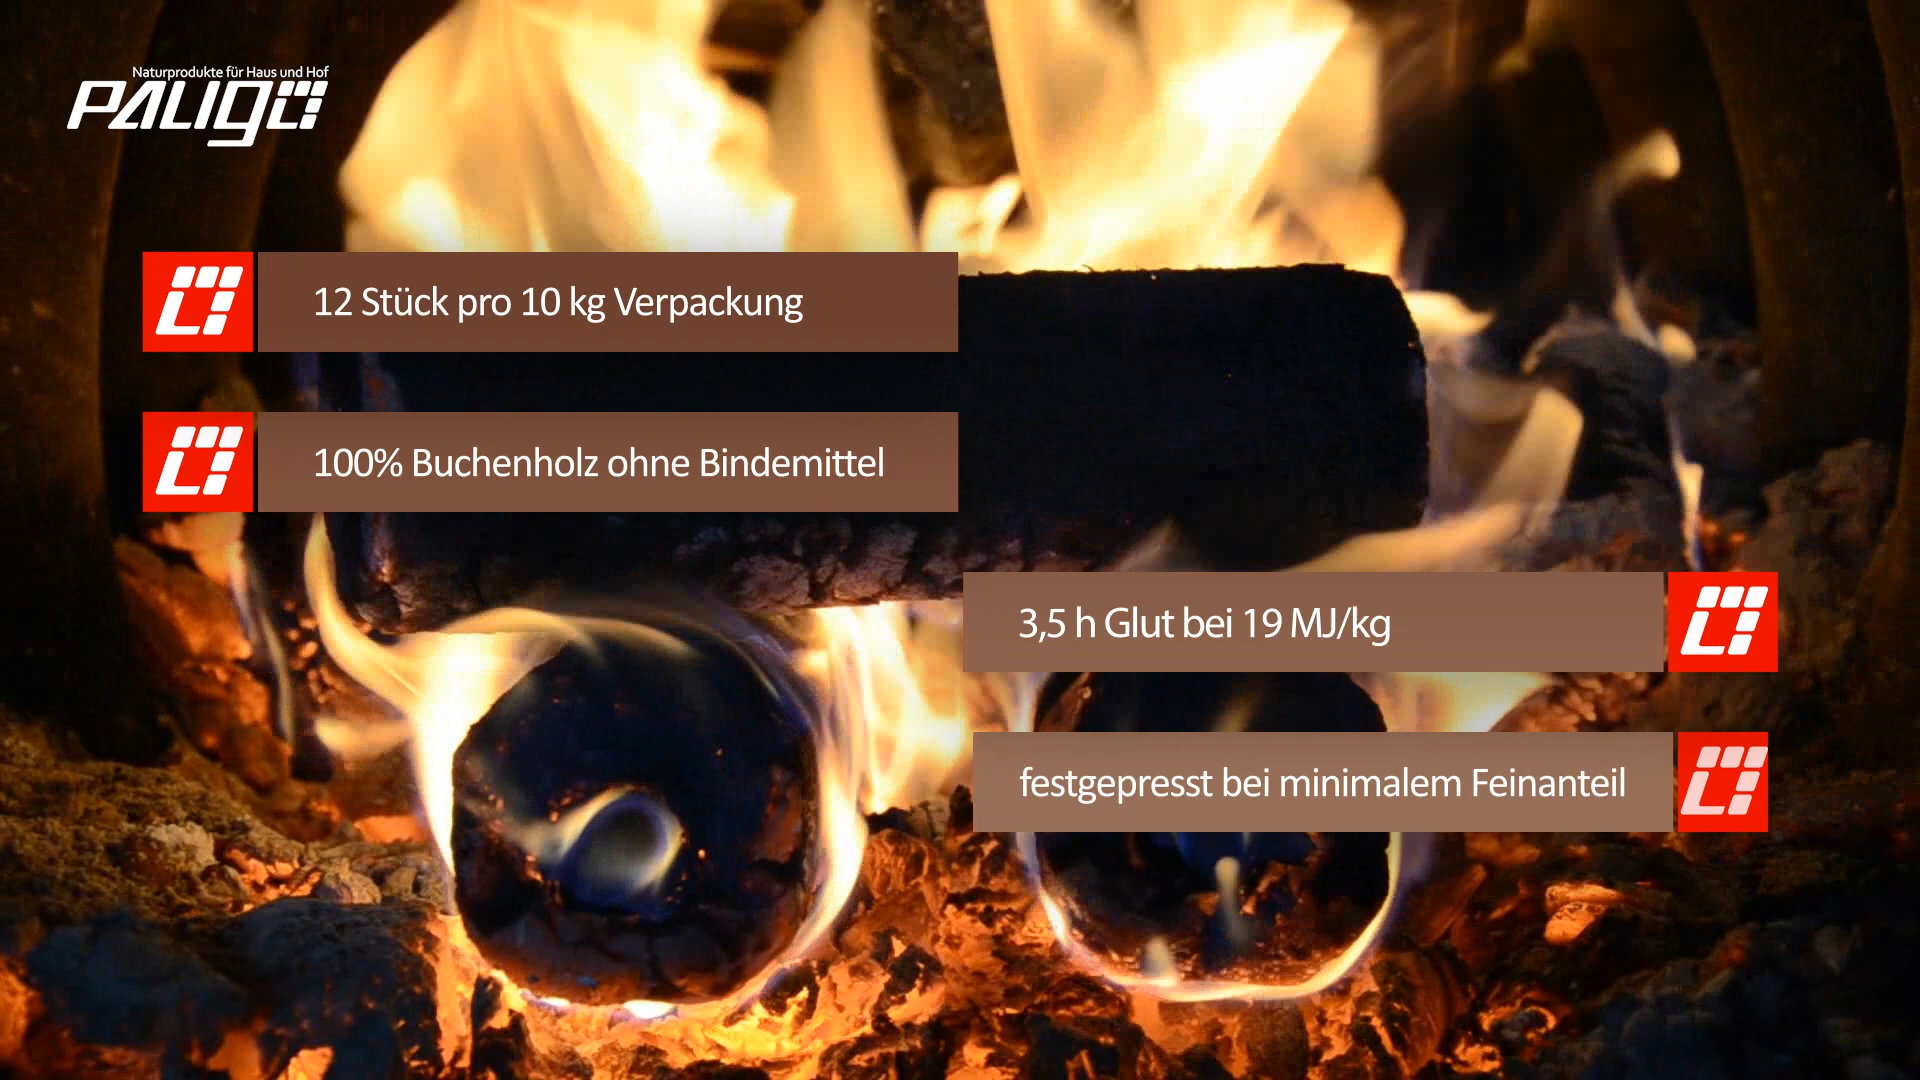 Naturprodukte für Haus und Hof
PALIGO
12 Stück pro 10 kg Verpackung
100% Buchenholz ohne Bindemittel
3,5 h Glut bei 19 MJ/kg
festgepresst bei minimalem Feinanteil